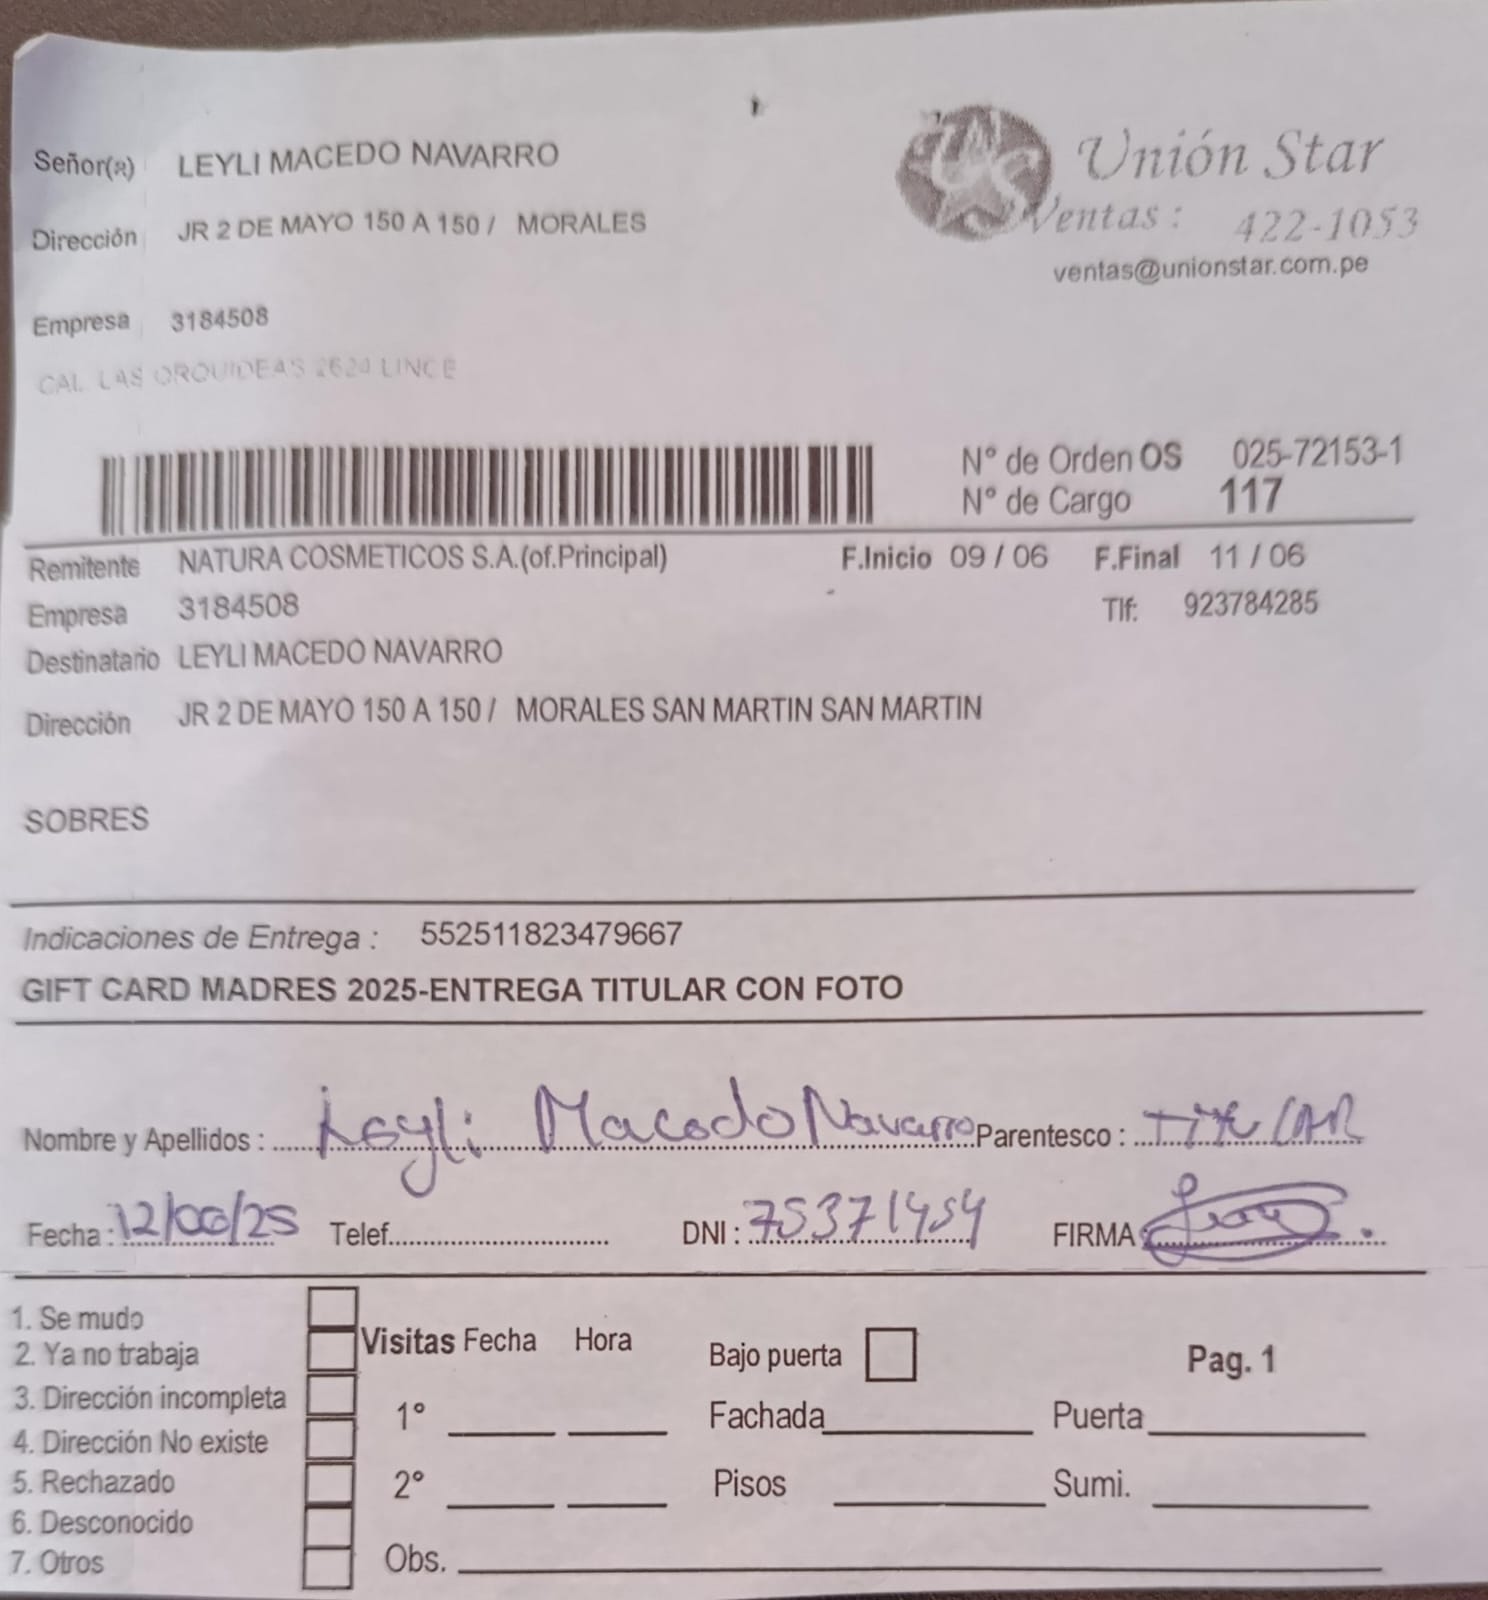 Señor(a) LEYLI MACEDO NAVARRO
Unión Star
Dirección JR 2 DE MAYO 150 A 150 / MORALES
Ventas : 422-1053
ventas@unionstar.com.pe
Empresa 3184508
CAL. LAS ORQUIDEAS 2624 LINCE
N° de Orden OS 025-72153-1
N° de Cargo 117
Remitente NATURA COSMETICOS S.A.(of.Principal) F.Inicio 09 / 06 F.Final 11 / 06
Empresa 3184508 Tlf: 923784285
Destinatario LEYLI MACEDO NAVARRO
Dirección JR 2 DE MAYO 150 A 150 / MORALES SAN MARTIN SAN MARTIN
SOBRES
Indicaciones de Entrega : 552511823479667
GIFT CARD MADRES 2025-ENTREGA TITULAR CON FOTO
Nombre y Apellidos : Leyli Macedo Navarro Parentesco : TiTuLAR
Fecha : 12/06/25 Telef. DNI : 75371454 FIRMA
1. Se mudo
2. Ya no trabaja
3. Dirección incompleta
4. Dirección No existe
5. Rechazado
6. Desconocido
7. Otros
Visitas Fecha Hora Bajo puerta Pag. 1
1° Fachada Puerta
2° Pisos Sumi.
Obs.